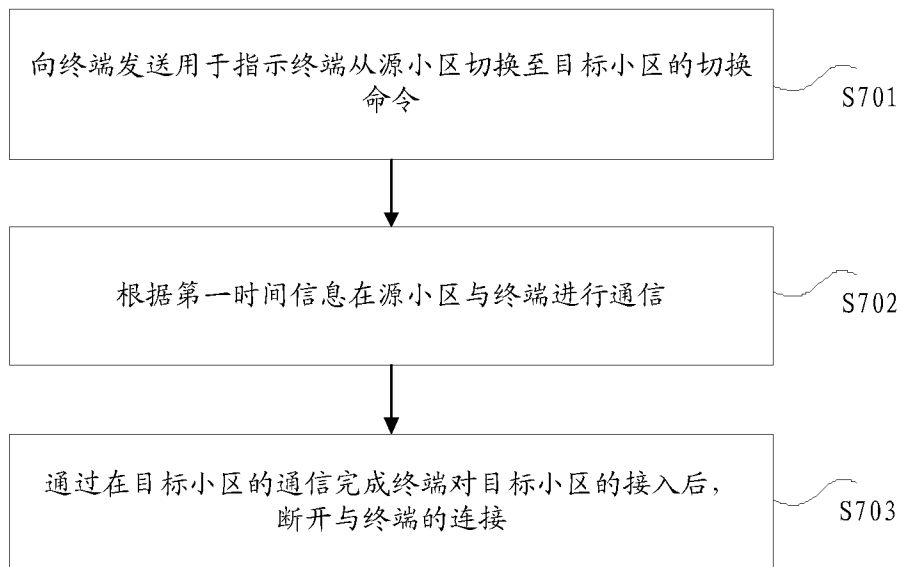 向终端发送用于指示终端从源小区切换至目标小区的切换
命令
S701
根据第一时间信息在源小区与终端进行通信
S702
通过在目标小区的通信完成终端对目标小区的接入后，
断开与终端的连接
S703